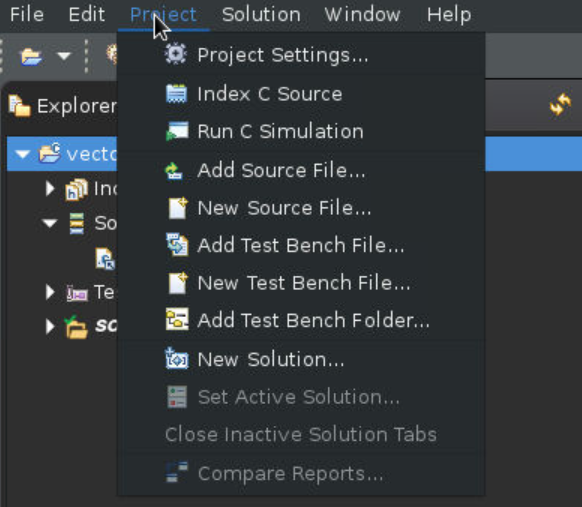 File Edit Project Solution Window Help
Project Settings...
Explorer
Index C Source
Run C Simulation
vecto
Add Source File...
Inc
New Source File...
So
Add Test Bench File...
New Test Bench File...
Te
Add Test Bench Folder...
so
New Solution...
Set Active Solution...
Close Inactive Solution Tabs
Compare Reports...